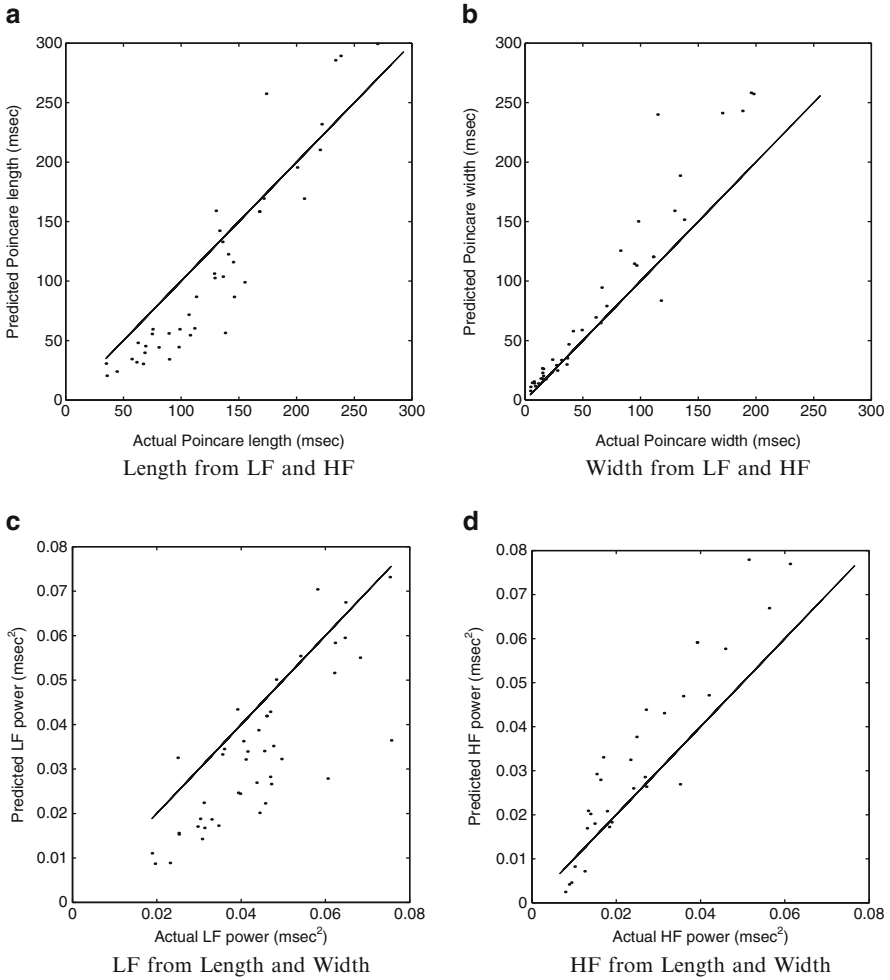 a
300
250
200
150
100
50
0
Predicted Poincare length (msec)
0 50 100 150 200 250 300
Actual Poincare length (msec)
Length from LF and HF
b
300
250
200
150
100
50
0
Predicted Poincare width (msec)
0 50 100 150 200 250 300
Actual Poincare width (msec)
Width from LF and HF
c
0.08
0.07
0.06
0.05
0.04
0.03
0.02
0.01
0
Predicted LF power (msec²)
0 0.02 0.04 0.06 0.08
Actual LF power (msec²)
LF from Length and Width
d
0.08
0.07
0.06
0.05
0.04
0.03
0.02
0.01
0
Predicted HF power (msec²)
0 0.02 0.04 0.06 0.08
Actual HF power (msec²)
HF from Length and Width